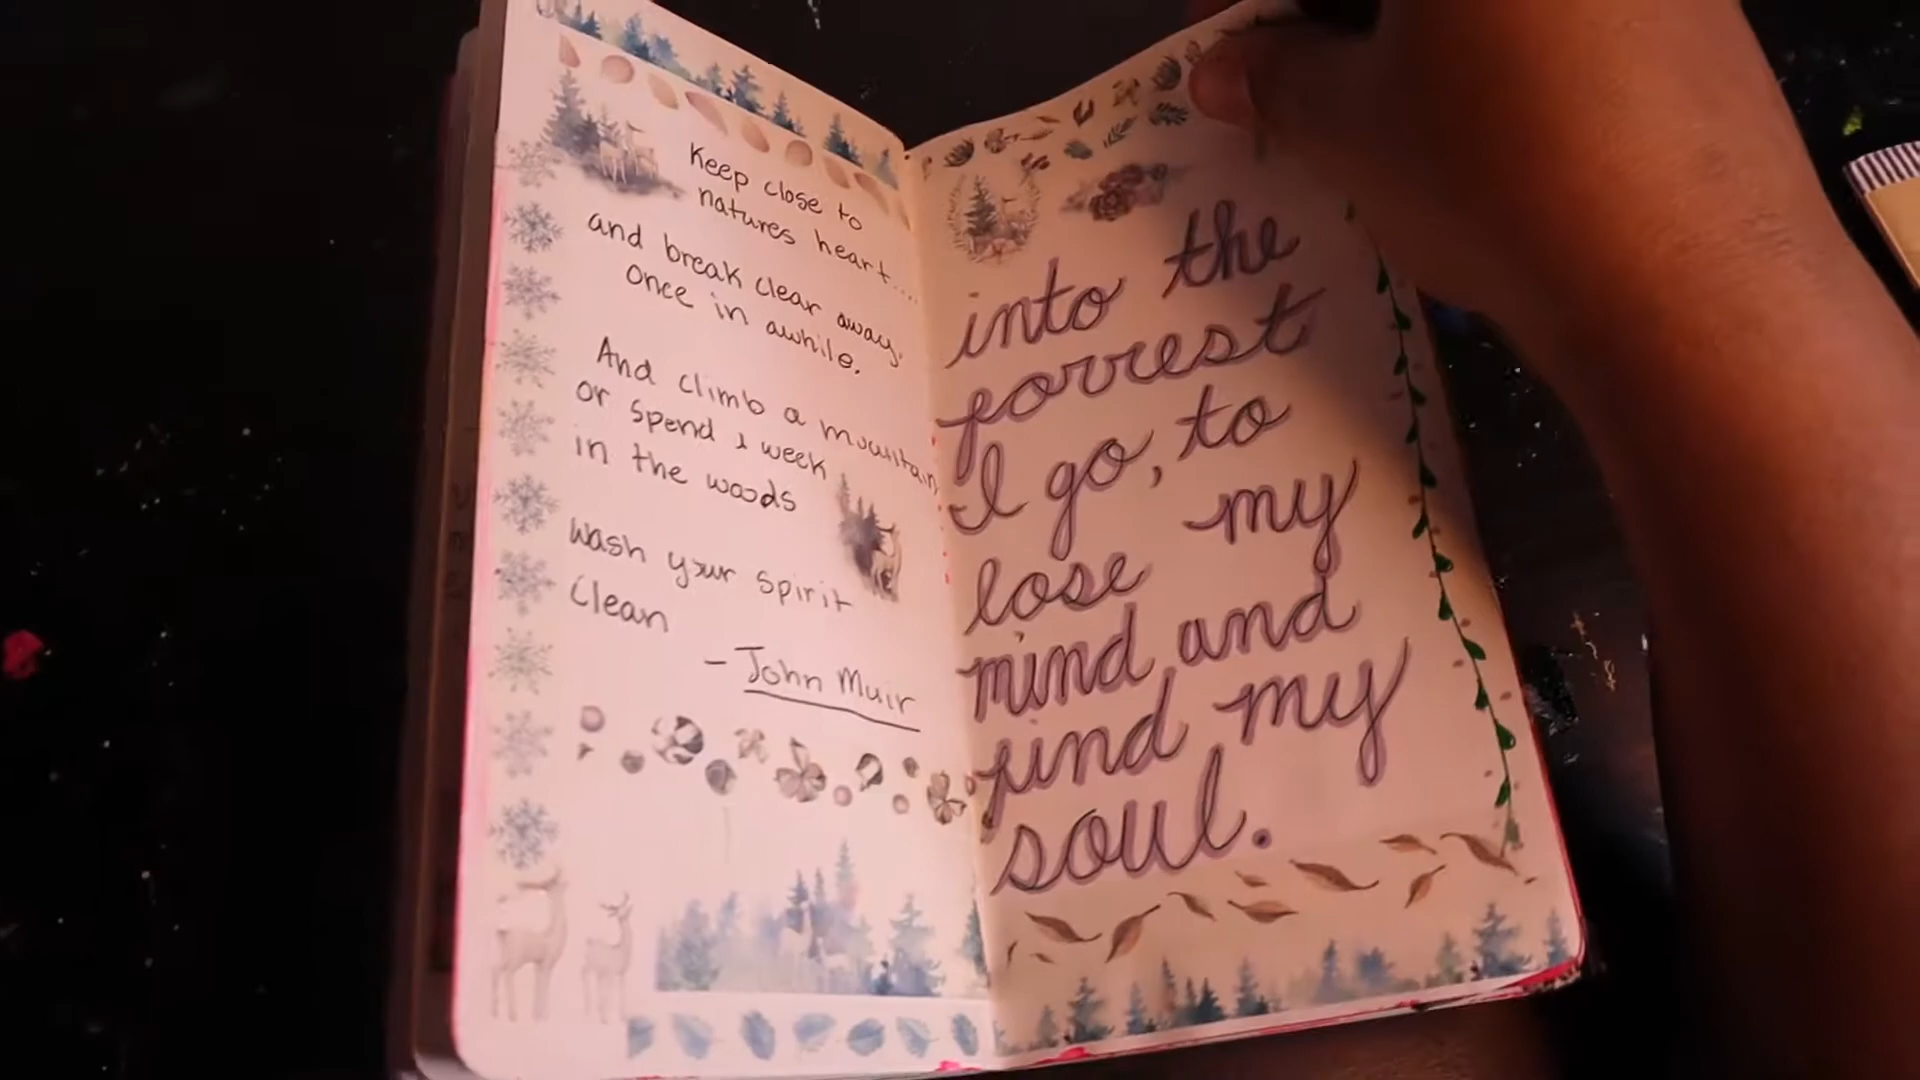 Keep close to
natures heart....
and break clear away,
once in awhile.
And climb a mountain
or spend a week
in the woods
Wash your spirit
Clean
- John Muir
into the
forrest
I go, to
lose my
mind and
find my
soul.